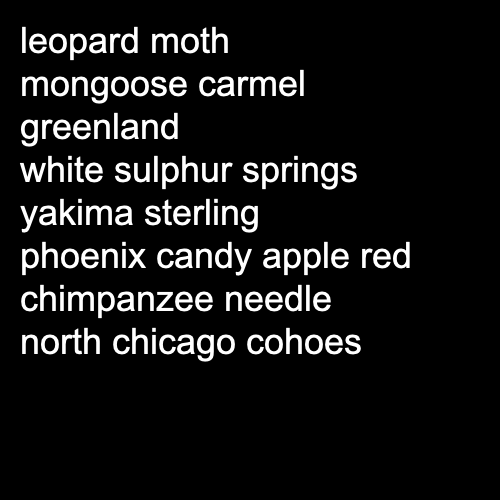 leopard moth
mongoose carmel
greenland
white sulphur springs
yakima sterling
phoenix candy apple red
chimpanzee needle
north chicago cohoes